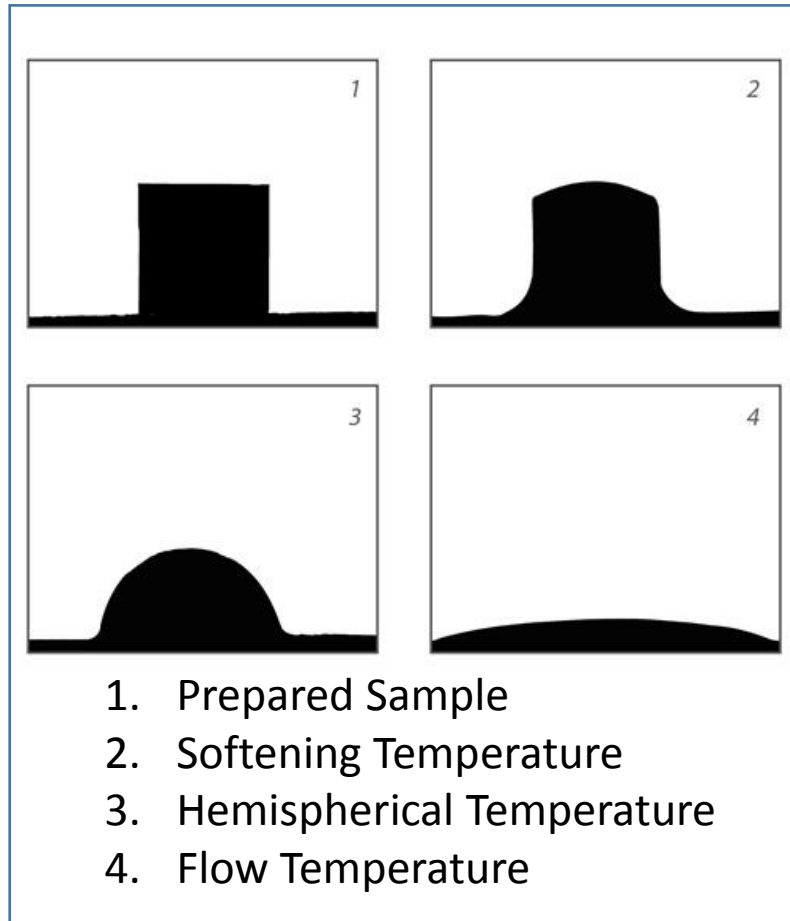 1
2
3
4
1. Prepared Sample
2. Softening Temperature
3. Hemispherical Temperature
4. Flow Temperature